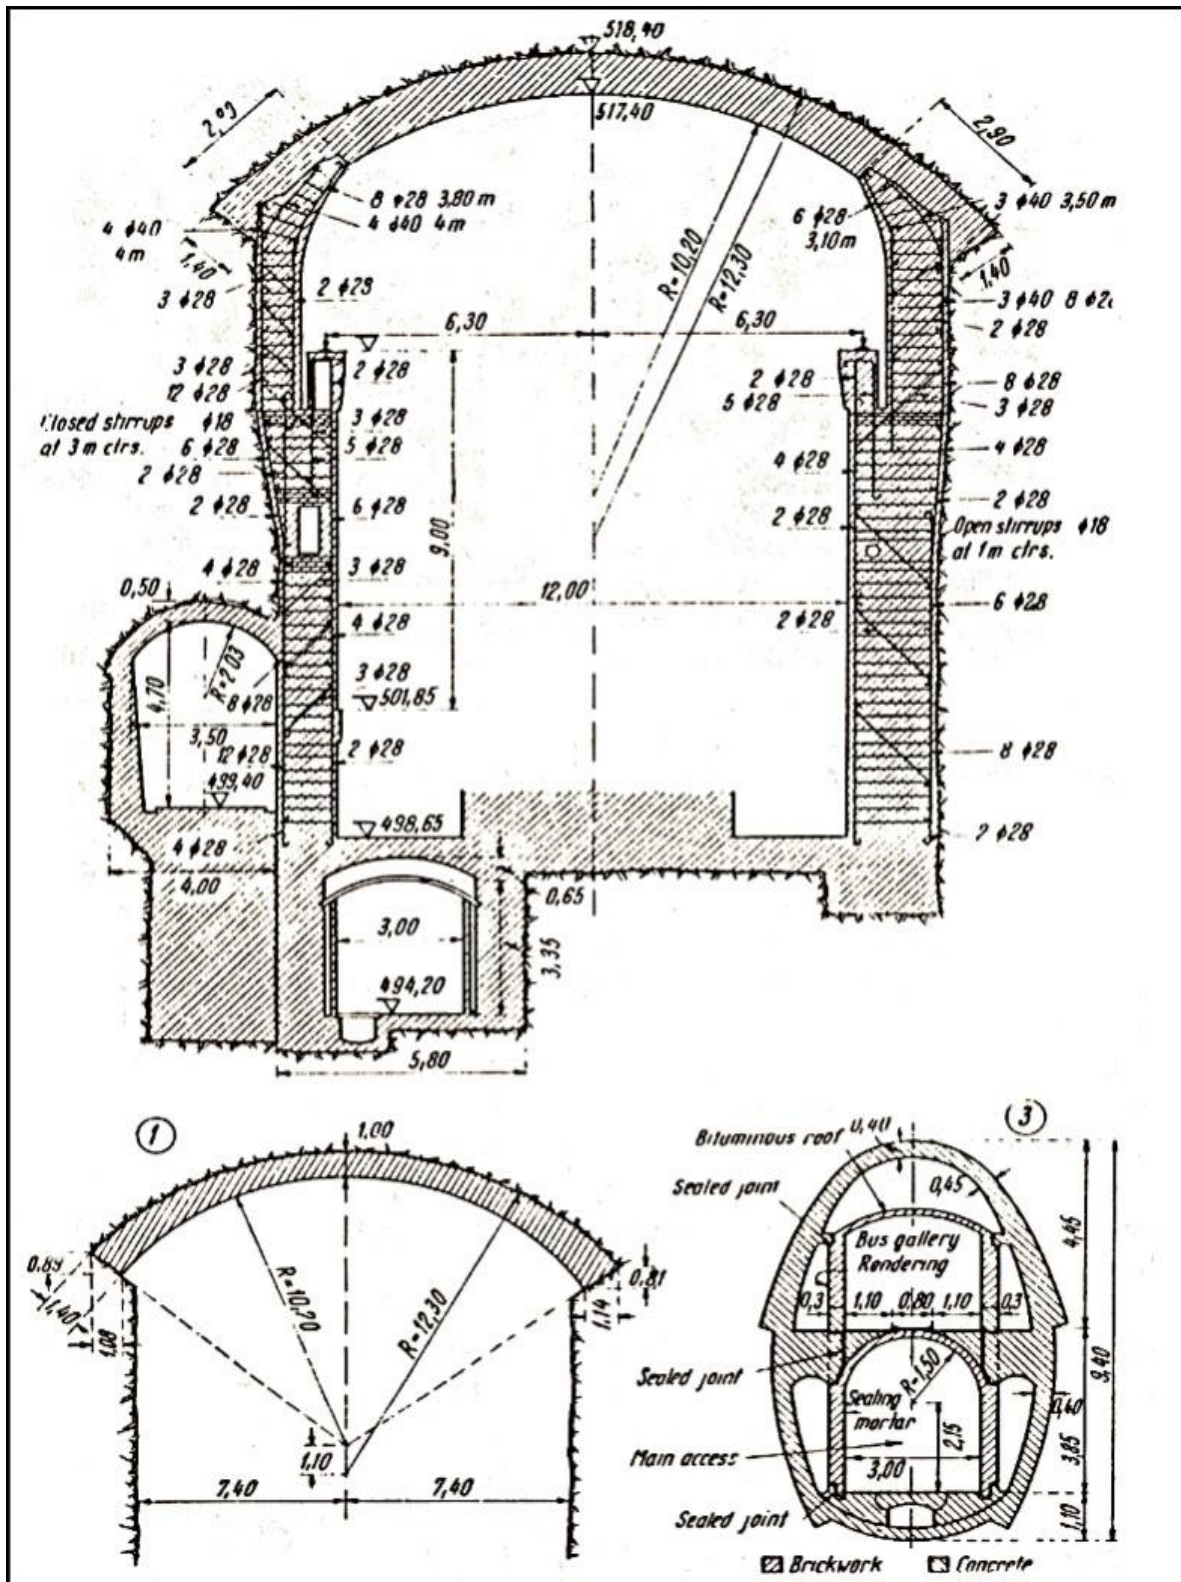 518,40
517,40
2,90
2,90
8 ϕ28 3,80 m
4 ϕ40 4 m
4 ϕ40
4 m
1,40
3 ϕ28
2 ϕ28
6 ϕ28
3,10 m
3 ϕ40 3,50 m
1,40
3 ϕ40 8 ϕ2
2 ϕ28
R=10,20
R=12,30
6,30
6,30
3 ϕ28
12 ϕ28
2 ϕ28
2 ϕ28
5 ϕ28
8 ϕ28
3 ϕ28
Closed stirrups ϕ18
at 3 m ctrs.
6 ϕ28
2 ϕ28
2 ϕ28
3 ϕ28
5 ϕ28
6 ϕ28
4 ϕ28
2 ϕ28
4 ϕ28
2 ϕ28
Open stirrups ϕ18
at 1 m ctrs.
9,00
4 ϕ28
3 ϕ28
0,50
12,00
6 ϕ28
4 ϕ28
2 ϕ28
R=2,03
4,70
8 ϕ28
3 ϕ28
501,85
3,50
12 ϕ28
2 ϕ28
8 ϕ28
499,40
498,65
4 ϕ28
2 ϕ28
4,00
0,65
3,00
3,35
494,20
5,80
1
1,00
0,89
1,40
1,08
R=10,20
R=12,30
0,81
1,14
1,10
7,40
7,40
3
Bituminous roof
0,40
Sealed joint
0,45
Bus gallery
Rendering
4,45
0,3
1,10
0,80
1,10
0,3
Sealed joint
R=1,50
9,40
Sealing
mortar
0,40
2,15
3,85
Main access
3,00
Sealed joint
1,10
Brickwork
Concrete